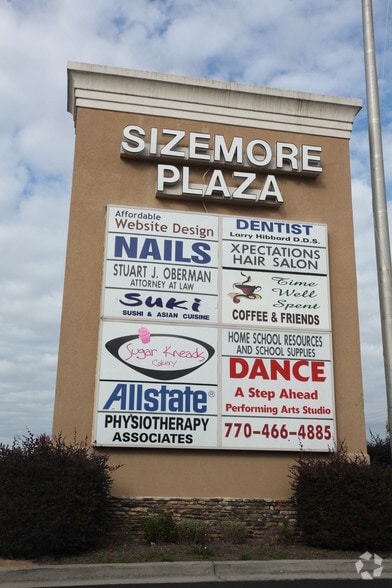 SIZEMORE
PLAZA
Affordable
Website Design
NAILS
STUART J. OBERMAN
ATTORNEY AT LAW
Suki
SUSHI & ASIAN CUISINE
Sugar Kneads
Cakery
Allstate®
PHYSIOTHERAPY
ASSOCIATES
DENTIST
Larry Hibbard D.D.S.
XPECTATIONS
HAIR SALON
Time
Well
Spent
COFFEE & FRIENDS
HOME SCHOOL RESOURCES
AND SCHOOL SUPPLIES
DANCE
A Step Ahead
Performing Arts Studio
770-466-4885